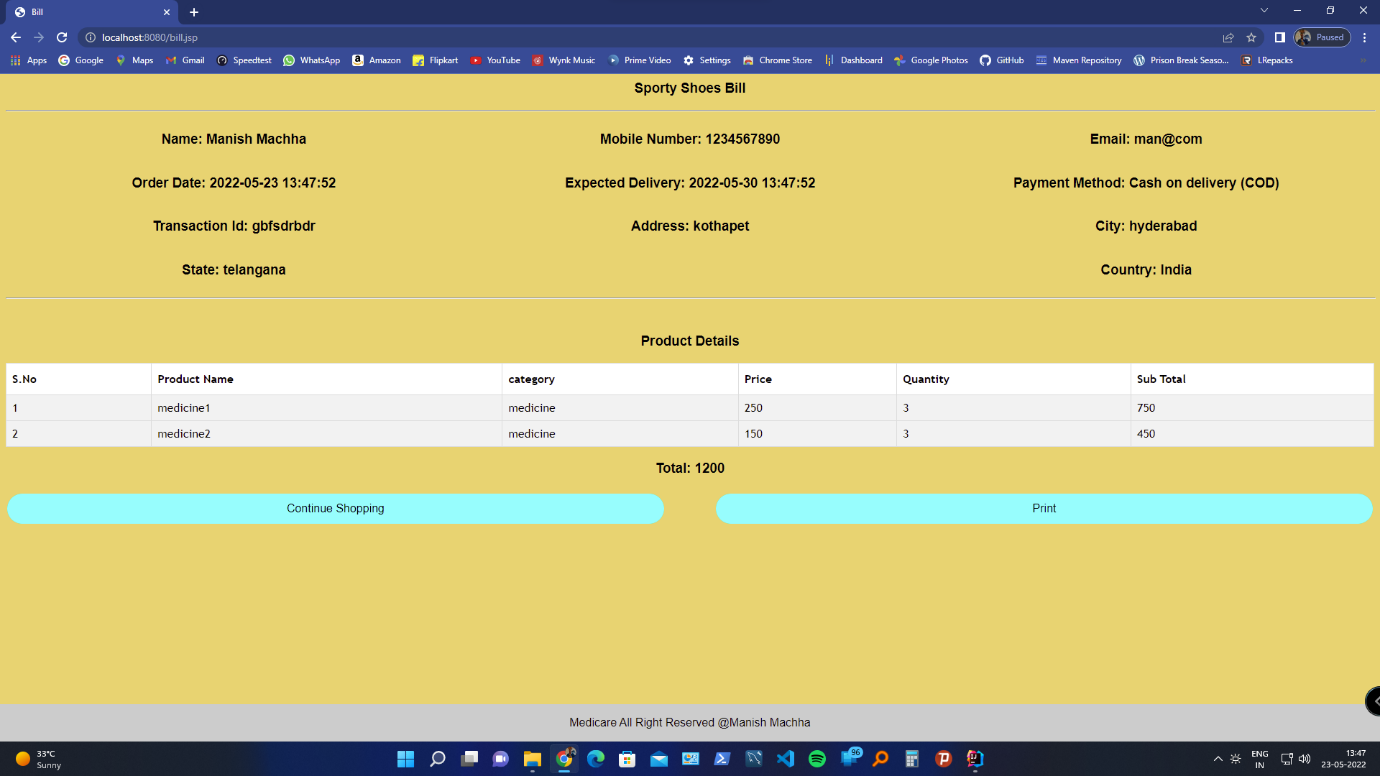 Bill
localhost:8080/bill.jsp
Paused
Apps Google Maps Gmail Speedtest WhatsApp Amazon Flipkart YouTube Wynk Music Prime Video Settings Chrome Store Dashboard Google Photos GitHub Maven Repository Prison Break Seaso... LRepacks
Sporty Shoes Bill
Name: Manish Machha Mobile Number: 1234567890 Email: man@com
Order Date: 2022-05-23 13:47:52 Expected Delivery: 2022-05-30 13:47:52 Payment Method: Cash on delivery (COD)
Transaction Id: gbfsdrbdr Address: kothapet City: hyderabad
State: telangana Country: India
Product Details
S.No Product Name category Price Quantity Sub Total
1 medicine1 medicine 250 3 750
2 medicine2 medicine 150 3 450
Total: 1200
Continue Shopping Print
Medicare All Right Reserved @Manish Machha
33°C
Sunny
96
ENG
IN
13:47
23-05-2022